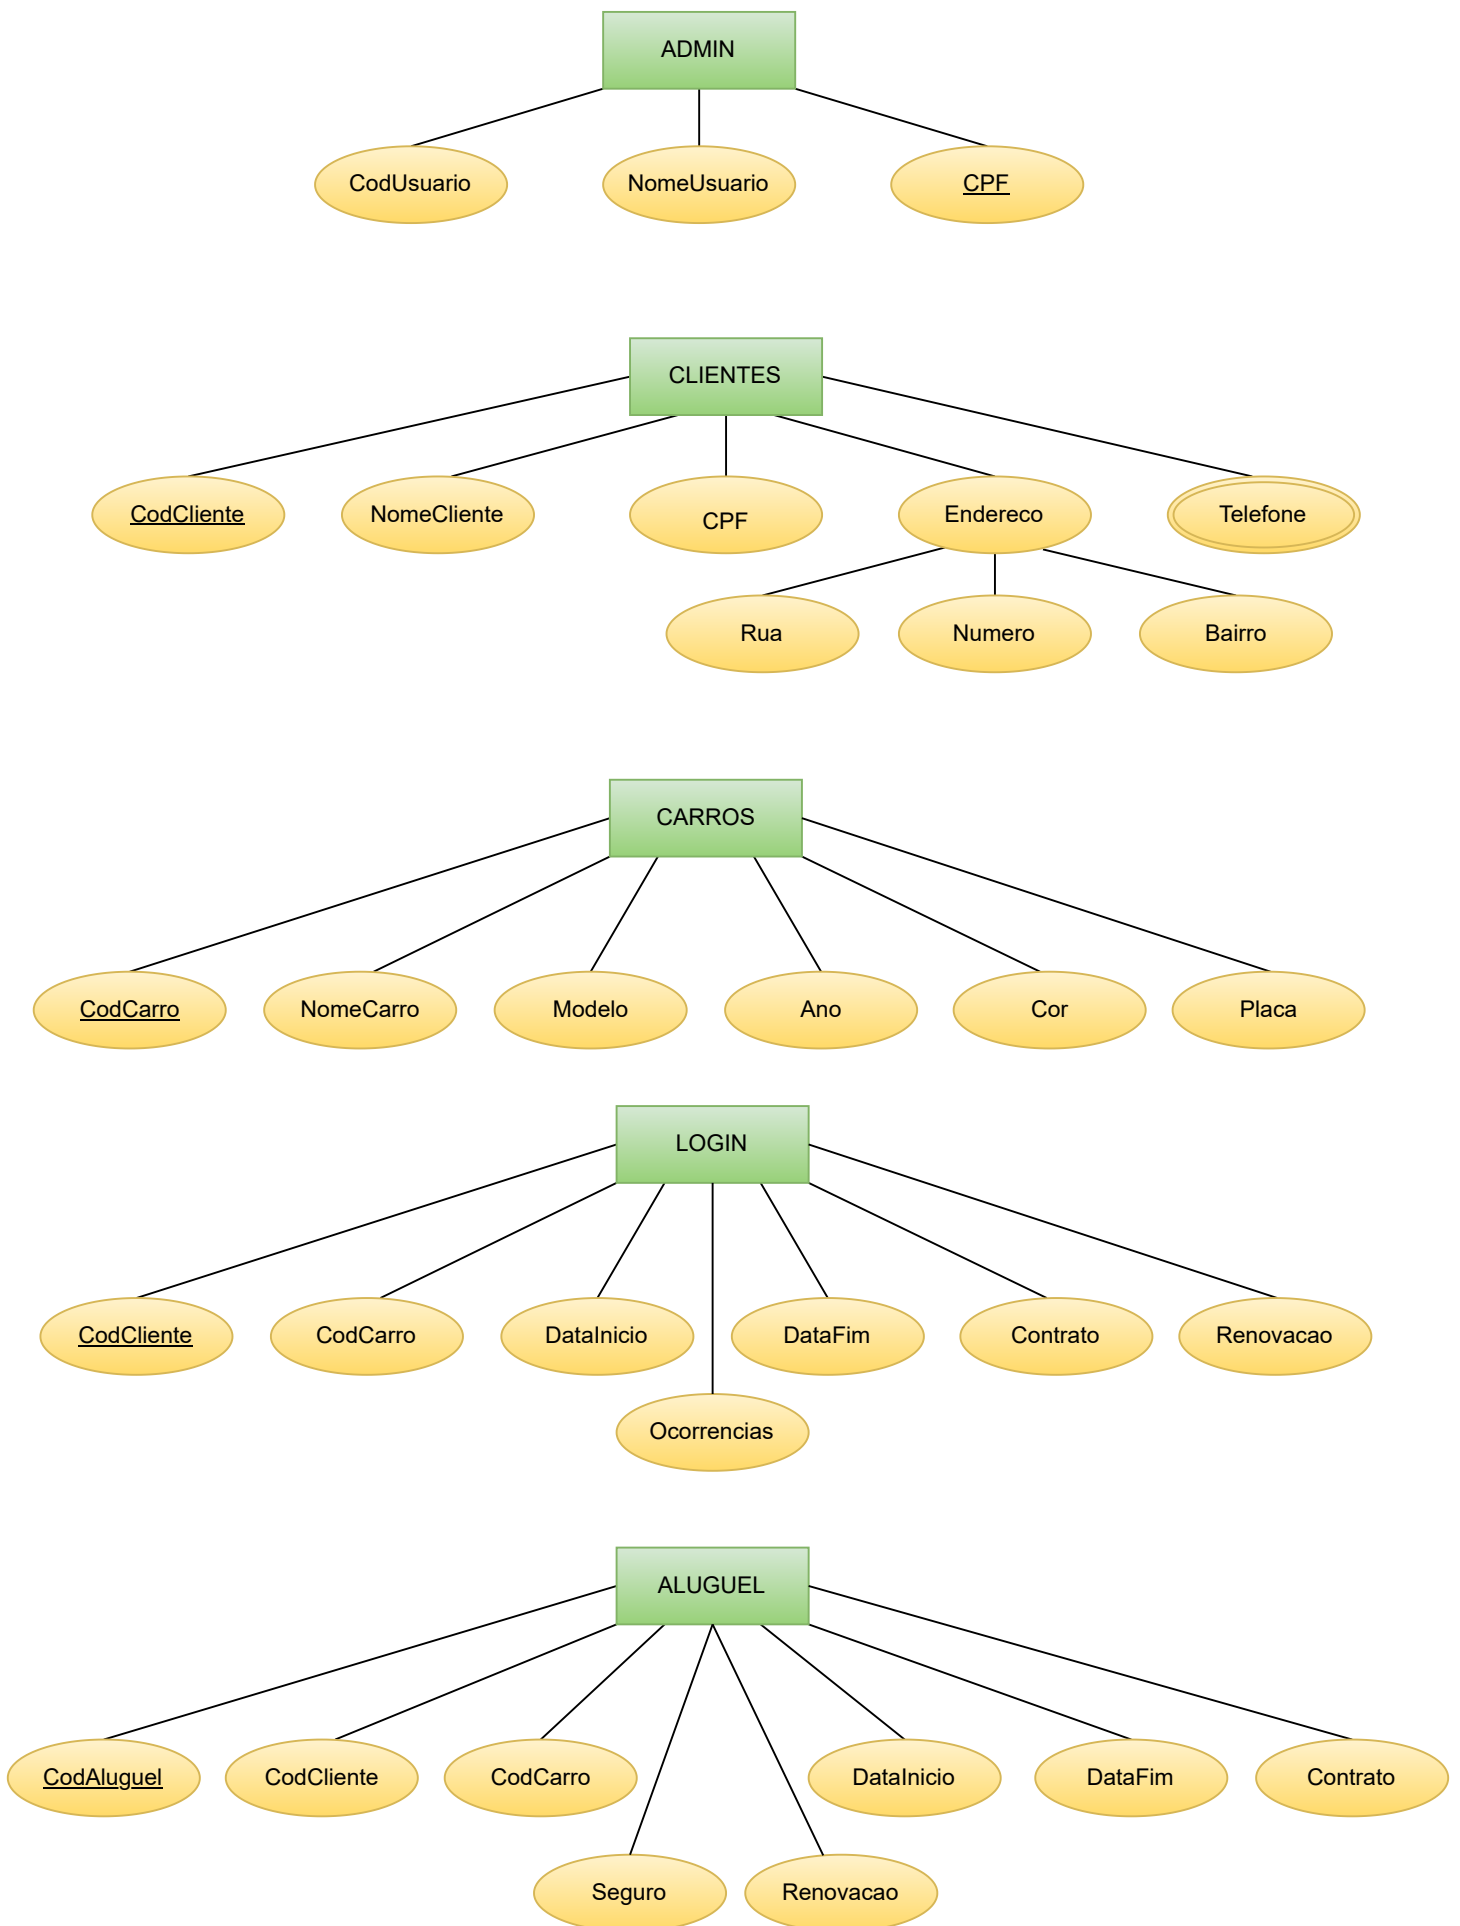 ADMIN
CodUsuario
NomeUsuario
CPF
CLIENTES
CodCliente
NomeCliente
CPF
Endereco
Telefone
Rua
Numero
Bairro
CARROS
CodCarro
NomeCarro
Modelo
Ano
Cor
Placa
LOGIN
CodCliente
CodCarro
DataInicio
DataFim
Contrato
Renovacao
Ocorrencias
ALUGUEL
CodAluguel
CodCliente
CodCarro
DataInicio
DataFim
Contrato
Seguro
Renovacao